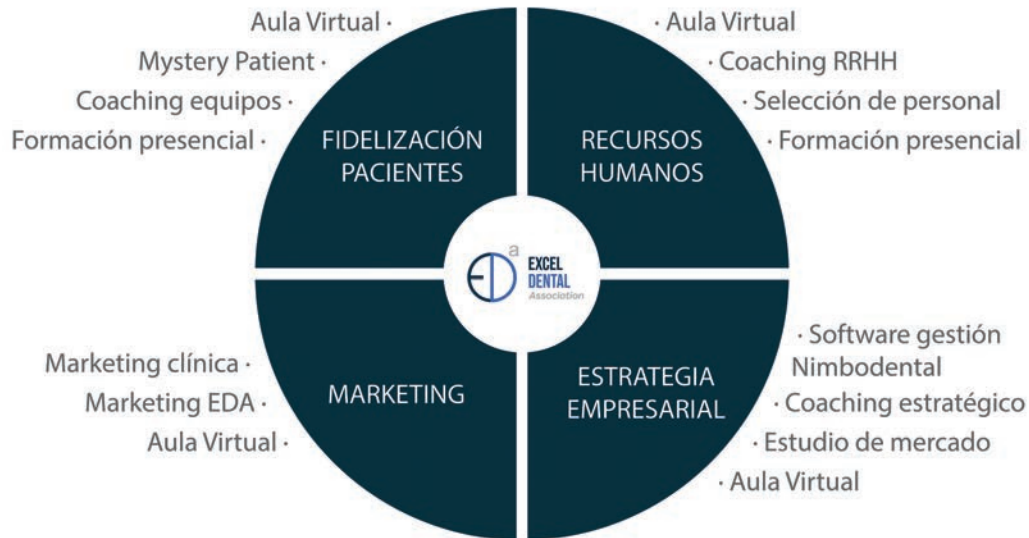 Aula Virtual ·
Mystery Patient ·
Coaching equipos ·
Formación presencial ·
FIDELIZACIÓN
PACIENTES
· Aula Virtual
· Coaching RRHH
· Selección de personal
· Formación presencial
RECURSOS
HUMANOS
EDa
EXCEL
DENTAL
Association
Marketing clínica ·
Marketing EDA ·
Aula Virtual ·
MARKETING
ESTRATEGIA
EMPRESARIAL
· Software gestión
Nimbodental
· Coaching estratégico
· Estudio de mercado
· Aula Virtual